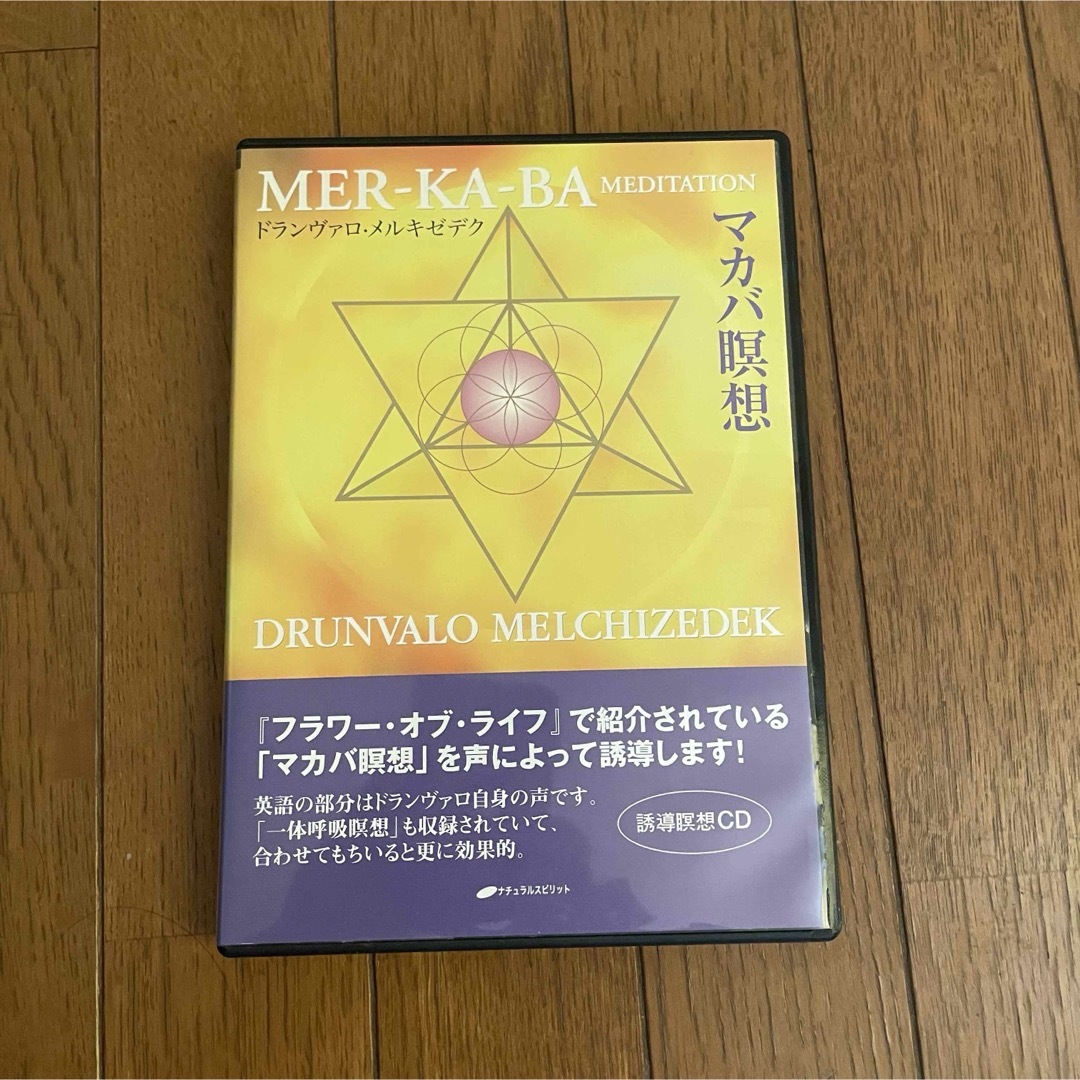 MER-KA-BA MEDITATION
ドランヴァロ・メルキゼデク
マカバ瞑想
DRUNVALO MELCHIZEDEK
『フラワー・オブ・ライフ』で紹介されている
「マカバ瞑想」を声によって誘導します!
英語の部分はドランヴァロ自身の声です。
「一体呼吸瞑想」も収録されていて、
合わせてもちいると更に効果的。
誘導瞑想CD
ナチュラルスピリット